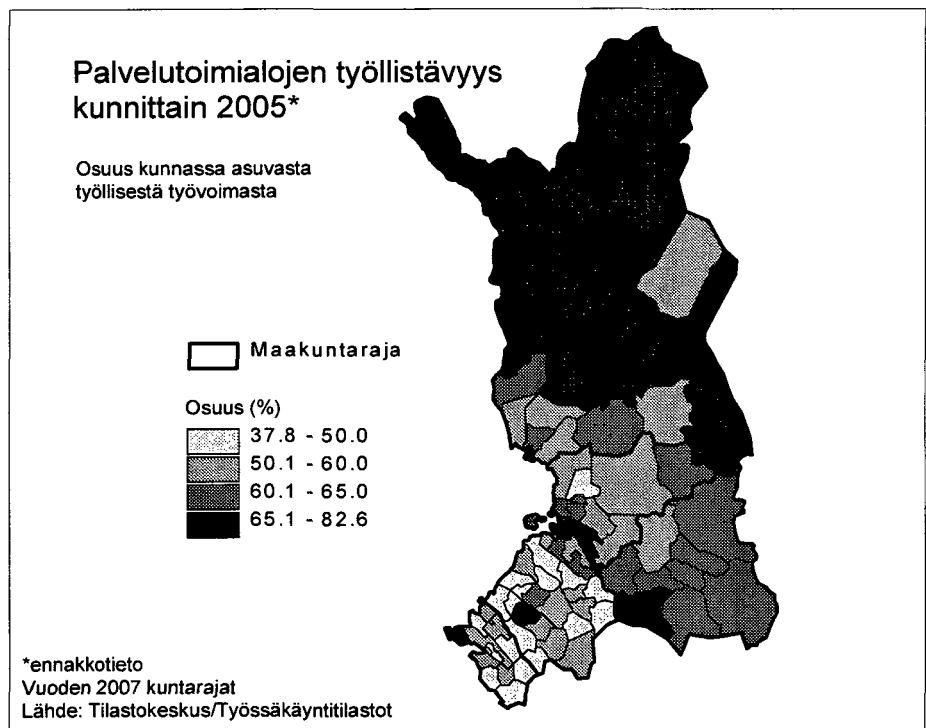 Palvelutoimialojen työllistävyys
kunnittain 2005*
Osuus kunnassa asuvasta
työllisestä työvoimasta
Maakuntaraja
Osuus (%)
37.8 - 50.0
50.1 - 60.0
60.1 - 65.0
65.1 - 82.6
*ennakkotieto
Vuoden 2007 kuntarajat
Lähde: Tilastokeskus/Työssäkäyntitilastot